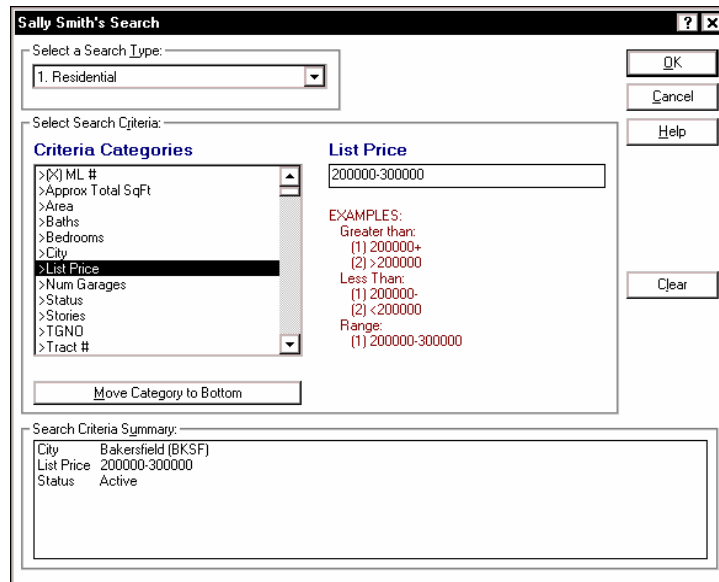 Sally Smith's Search
Select a Search Type:
1. Residential
OK
Cancel
Help
Select Search Criteria:
Criteria Categories
>(X) ML #
>Approx Total SqFt
>Area
>Baths
>Bedrooms
>City
>List Price
>Num Garages
>Status
>Stories
>TGNO
>Tract #
Move Category to Bottom
List Price
200000-300000
EXAMPLES:
Greater than:
(1) 200000+
(2) >200000
Less Than:
(1) 200000-
(2) <200000
Range:
(1) 200000-300000
Clear
Search Criteria Summary:
City Bakersfield (BKSF)
List Price 200000-300000
Status Active